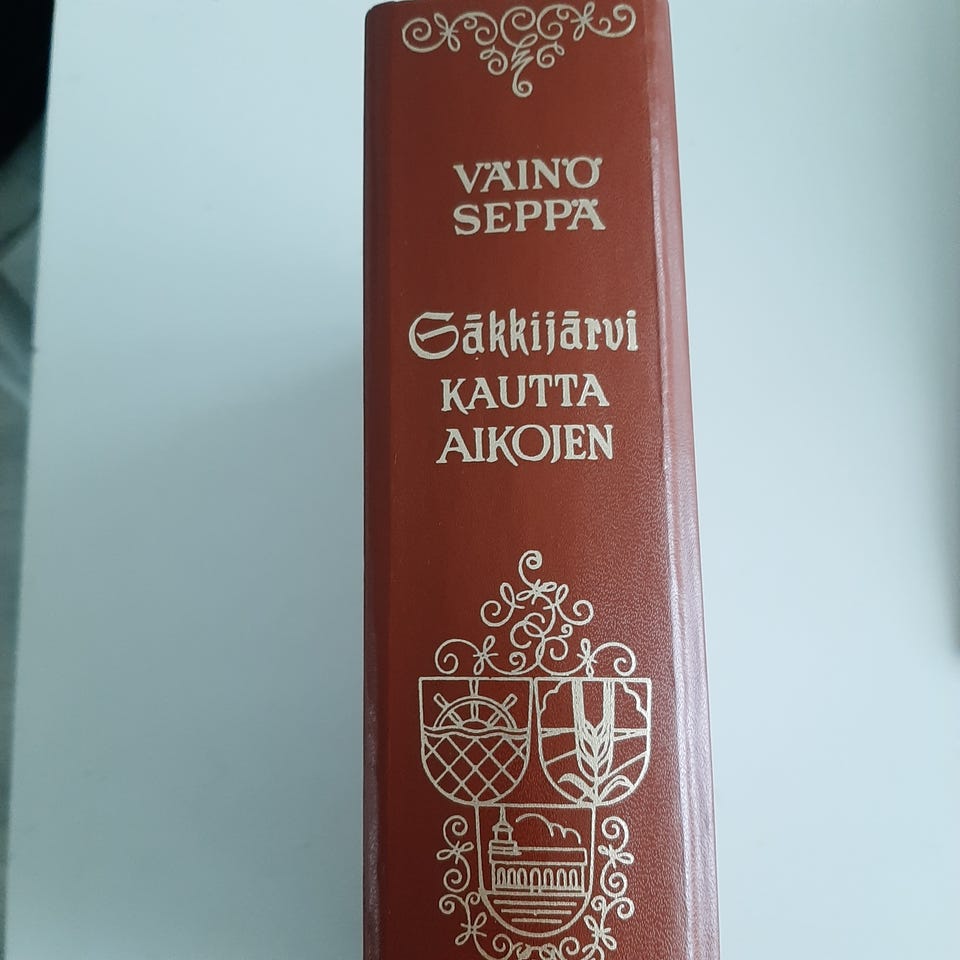 VÄINÖ
SEPPÄ
Säkkijärvi
KAUTTA
AIKOJEN